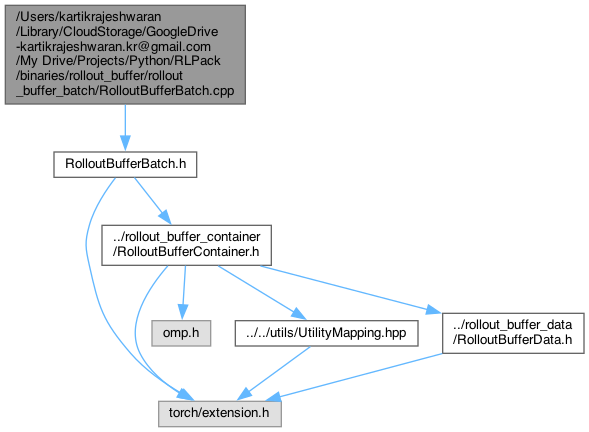 /Users/kartikrajeshwaran
/Library/CloudStorage/GoogleDrive
-kartikrajeshwaran.kr@gmail.com
/My Drive/Projects/Python/RLPack
/binaries/rollout_buffer/rollout
_buffer_batch/RolloutBufferBatch.cpp
RolloutBufferBatch.h
../rollout_buffer_container
/RolloutBufferContainer.h
omp.h
../../utils/UtilityMapping.hpp
../rollout_buffer_data
/RolloutBufferData.h
torch/extension.h